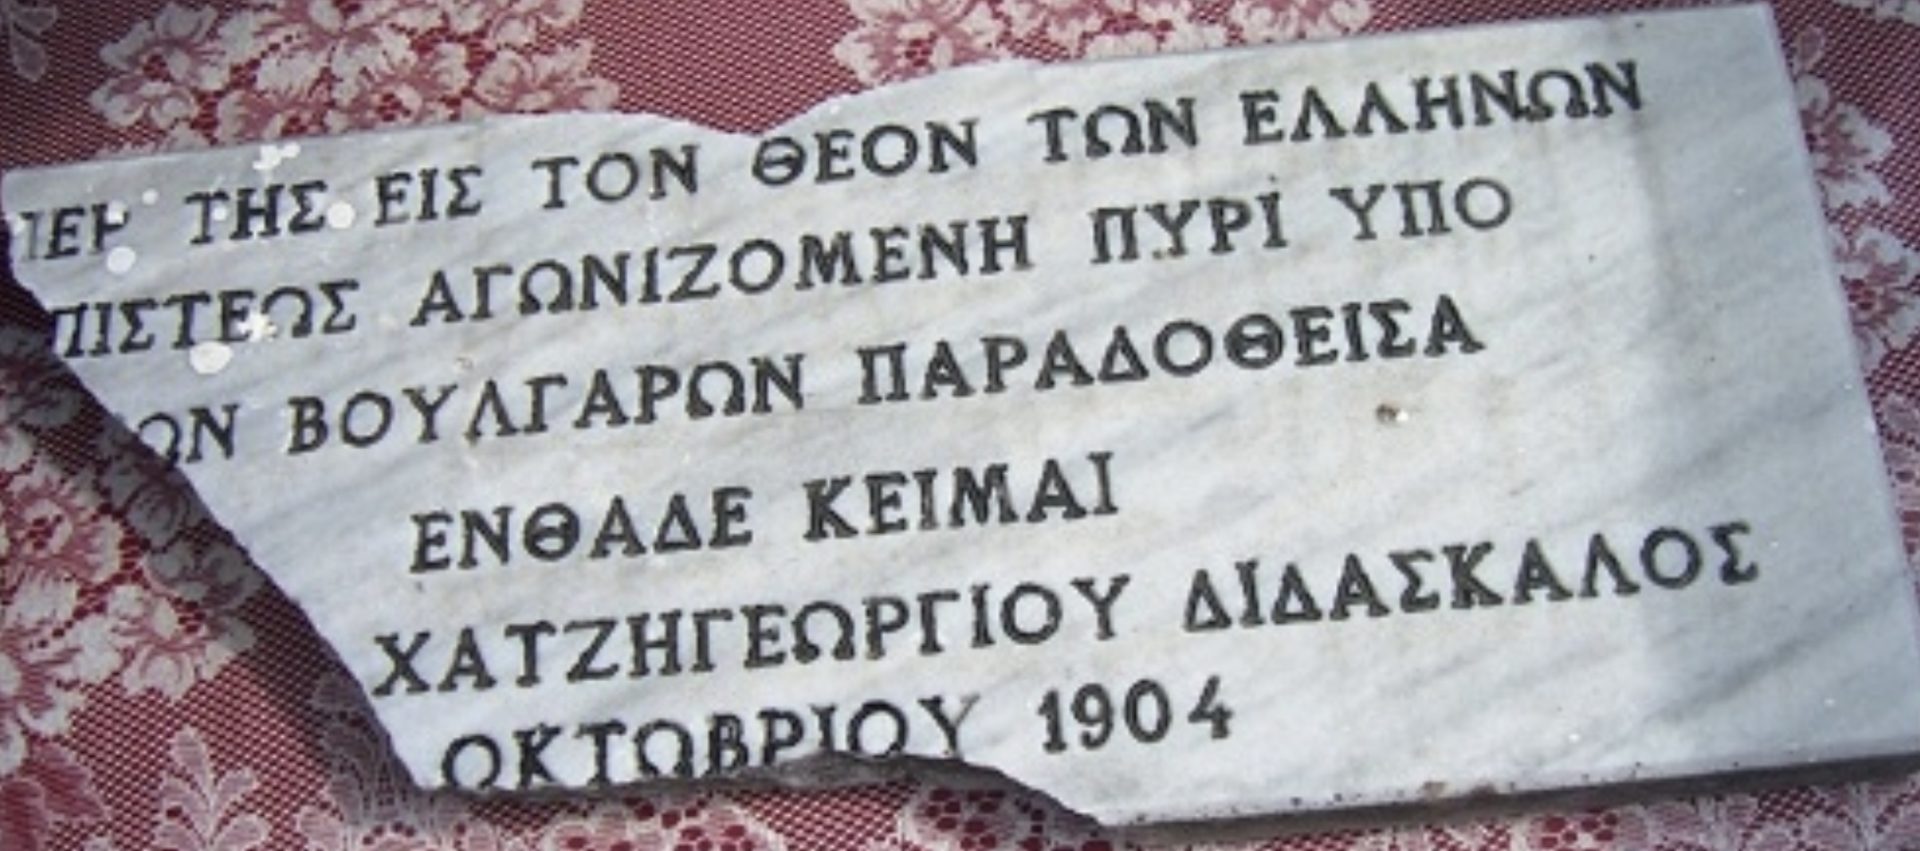 ΤΗΣ ΕΙΣ ΤΟΝ ΘΕΟΝ ΤΩΝ ΕΛΛΗΝΩΝ
ΠΙΣΤΕΩΣ ΑΓΩΝΙΖΟΜΕΝΗ ΠΥΡΙ ΥΠΟ
ΒΟΥΛΓΑΡΩΝ ΠΑΡΑΔΟΘΕΙΣΑ
ΕΝΘΑΔΕ ΚΕΙΜΑΙ
ΧΑΤΖΗΓΕΩΡΓΙΟΥ ΔΙΔΑΣΚΑΛΟΣ
ΟΚΤΩΒΡΙΟΥ 1904